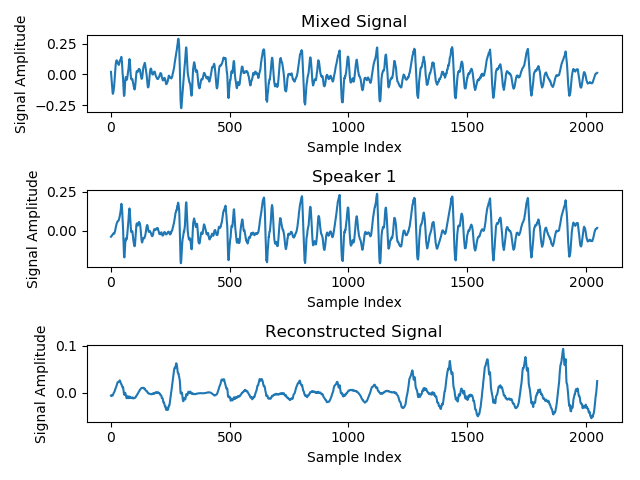 Mixed Signal
Signal Amplitude
0.25
0.00
−0.25
0
500
1000
1500
2000
Sample Index
Speaker 1
Signal Amplitude
0.25
0.00
0
500
1000
1500
2000
Sample Index
Reconstructed Signal
Signal Amplitude
0.1
0.0
0
500
1000
1500
2000
Sample Index